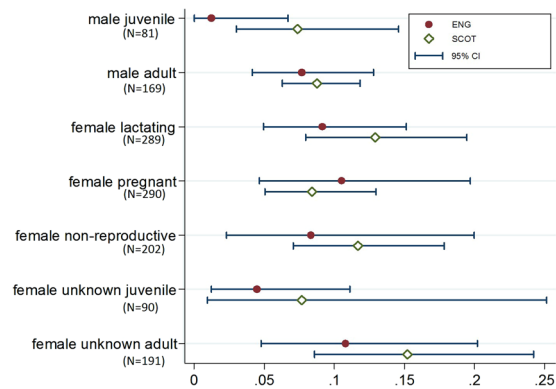 male juvenile
(N=81)
male adult
(N=169)
female lactating
(N=289)
female pregnant
(N=290)
female non-reproductive
(N=202)
female unknown juvenile
(N=90)
female unknown adult
(N=191)
ENG
SCOT
95% CI
0 .05 .1 .15 .2 .25